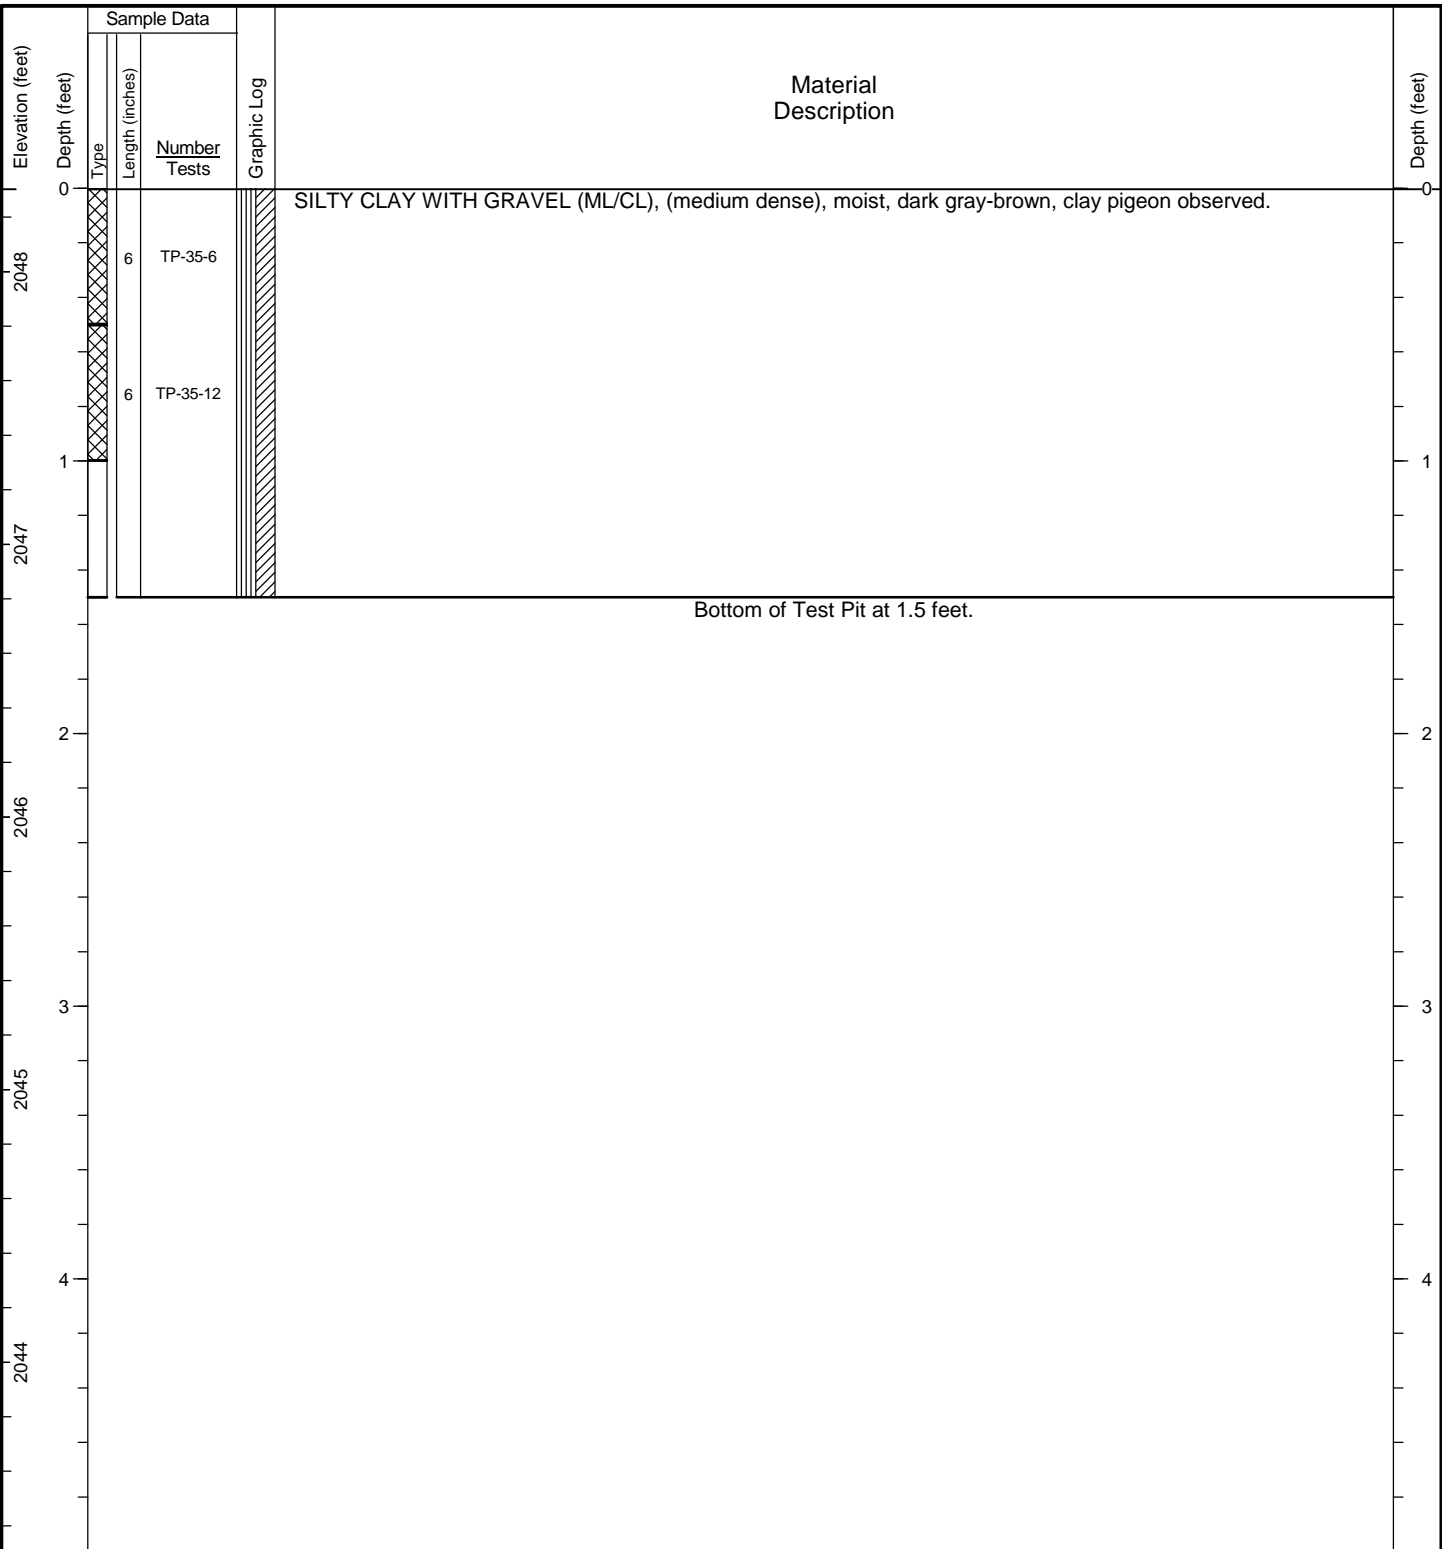 Sample Data
Elevation (feet)
Depth (feet)
Type
Length (inches)
Number
Tests
Graphic Log
Material
Description
Depth (feet)
0
0
SILTY CLAY WITH GRAVEL (ML/CL), (medium dense), moist, dark gray-brown, clay pigeon observed.
6 TP-35-6
2048
6 TP-35-12
1
1
2047
Bottom of Test Pit at 1.5 feet.
2
2
2046
3
3
2045
4
4
2044